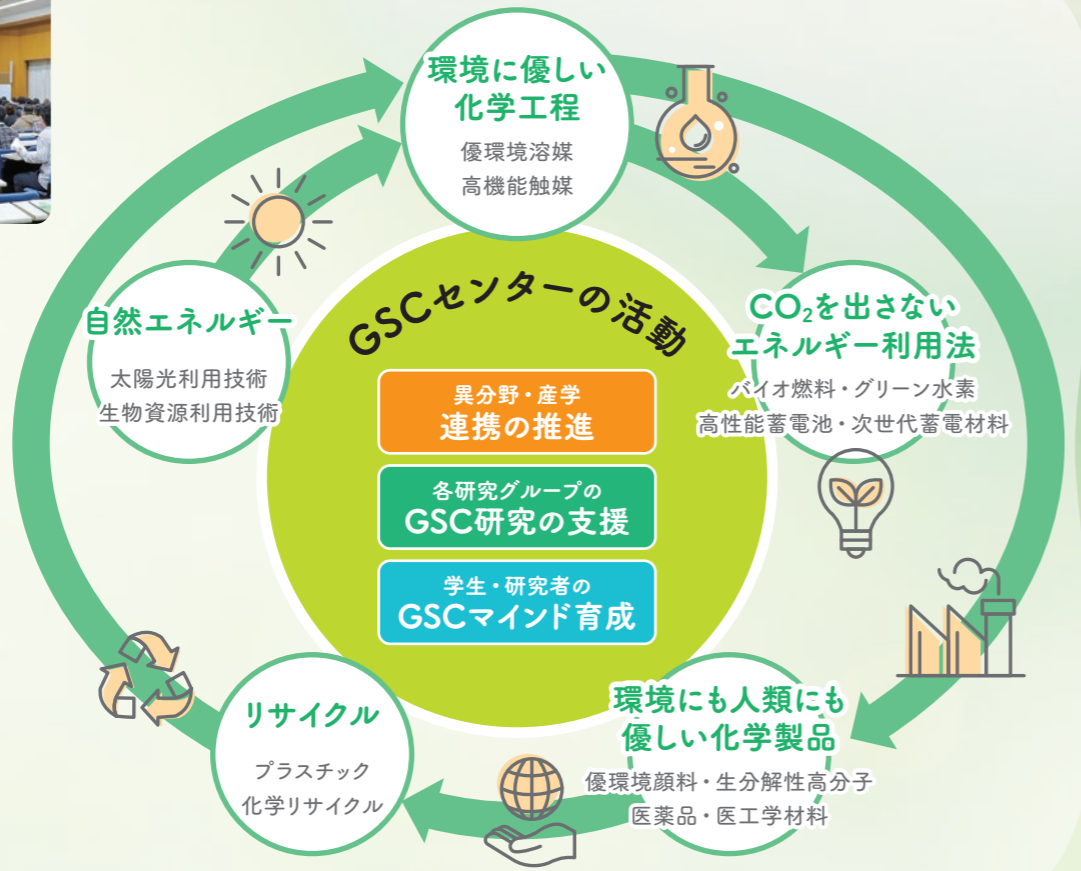 環境に優しい
化学工程
優環境溶媒
高機能触媒
自然エネルギー
太陽光利用技術
生物資源利用技術
CO₂を出さない
エネルギー利用法
バイオ燃料・グリーン水素
高性能蓄電池・次世代蓄電材料
GSCセンターの活動
異分野・産学
連携の推進
各研究グループの
GSC研究の支援
学生・研究者の
GSCマインド育成
リサイクル
プラスチック
化学リサイクル
環境にも人類にも
優しい化学製品
優環境顔料・生分解性高分子
医薬品・医工学材料